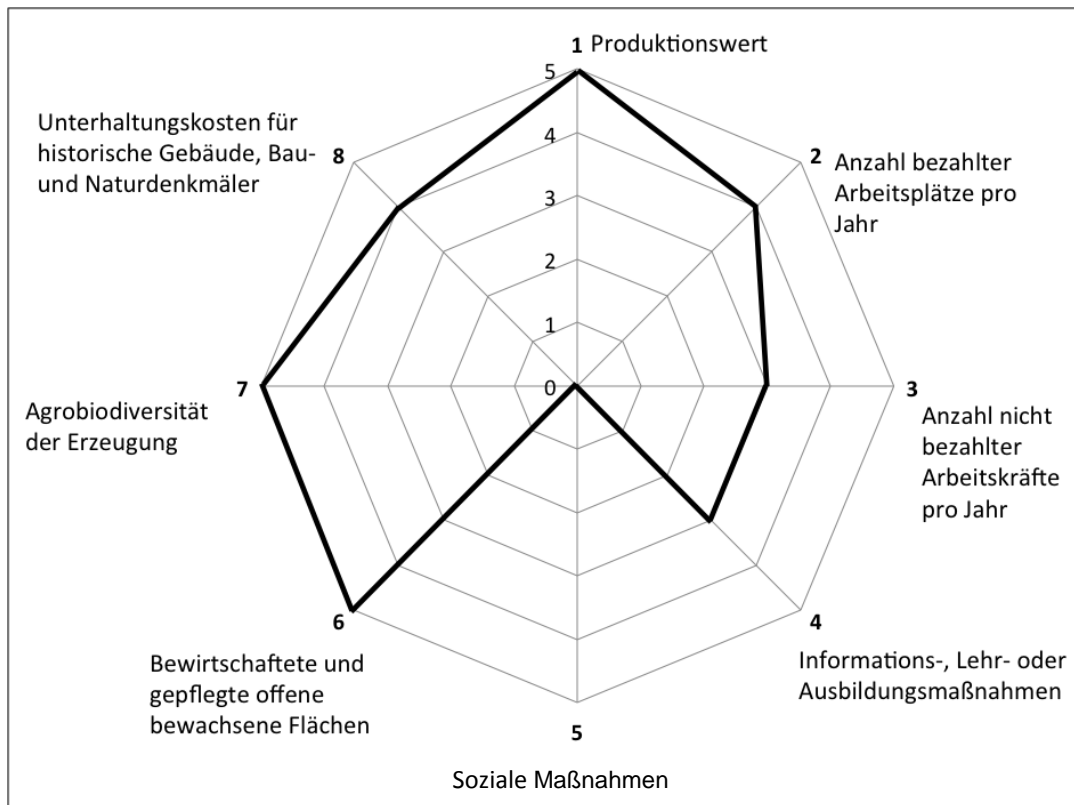 1 Produktionswert
5
4
3
2
1
0
2
Anzahl bezahlter
Arbeitsplätze pro
Jahr
3
Anzahl nicht
bezahlter
Arbeitskräfte
pro Jahr
4
Informations-, Lehr- oder
Ausbildungsmaßnahmen
5
Soziale Maßnahmen
6
Bewirtschaftete und
gepflegte offene
bewachsene Flächen
7
Agrobiodiversität
der Erzeugung
8
Unterhaltungskosten für
historische Gebäude, Bau-
und Naturdenkmäler